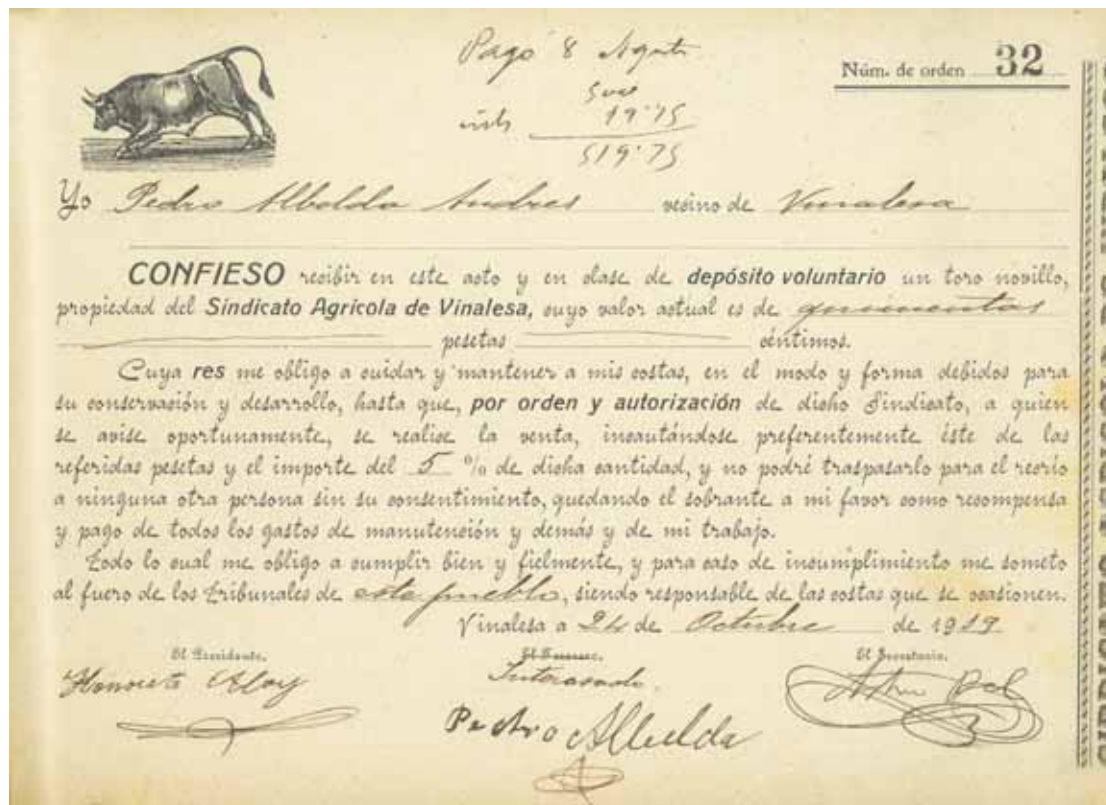 Pagó 8 Agosto
500
ints 19'75
519'75
Núm. de orden 32
Yo Pedro Albelda Andres vecino de Vinalesa
CONFIESO recibir en este acto y en clase de depósito voluntario un toro novillo,
propiedad del Sindicato Agrícola de Vinalesa, cuyo valor actual es de quinientas
pesetas céntimos.
Cuya res me obligo a cuidar y mantener a mis costas, en el modo y forma debidos para
su conservación y desarrollo, hasta que, por orden y autorización de dicho Sindicato, a quien
se avise oportunamente, se realice la venta, incautándose preferentemente éste de las
referidas pesetas y el importe del 5 % de dicha cantidad, y no podré traspasarlo para el recrío
a ninguna otra persona sin su consentimiento, quedando el sobrante a mi favor como recompensa
y pago de todos los gastos de manutención y demás y de mi trabajo.
Todo lo cual me obligo a cumplir bien y fielmente, y para caso de incumplimiento me someto
al fuero de los Tribunales de este pueblo, siendo responsable de las costas que se ocasionen.
Vinalesa a 24 de Octubre de 1919
El Presidente. El Secretario.
Interesado
Pedro Albelda